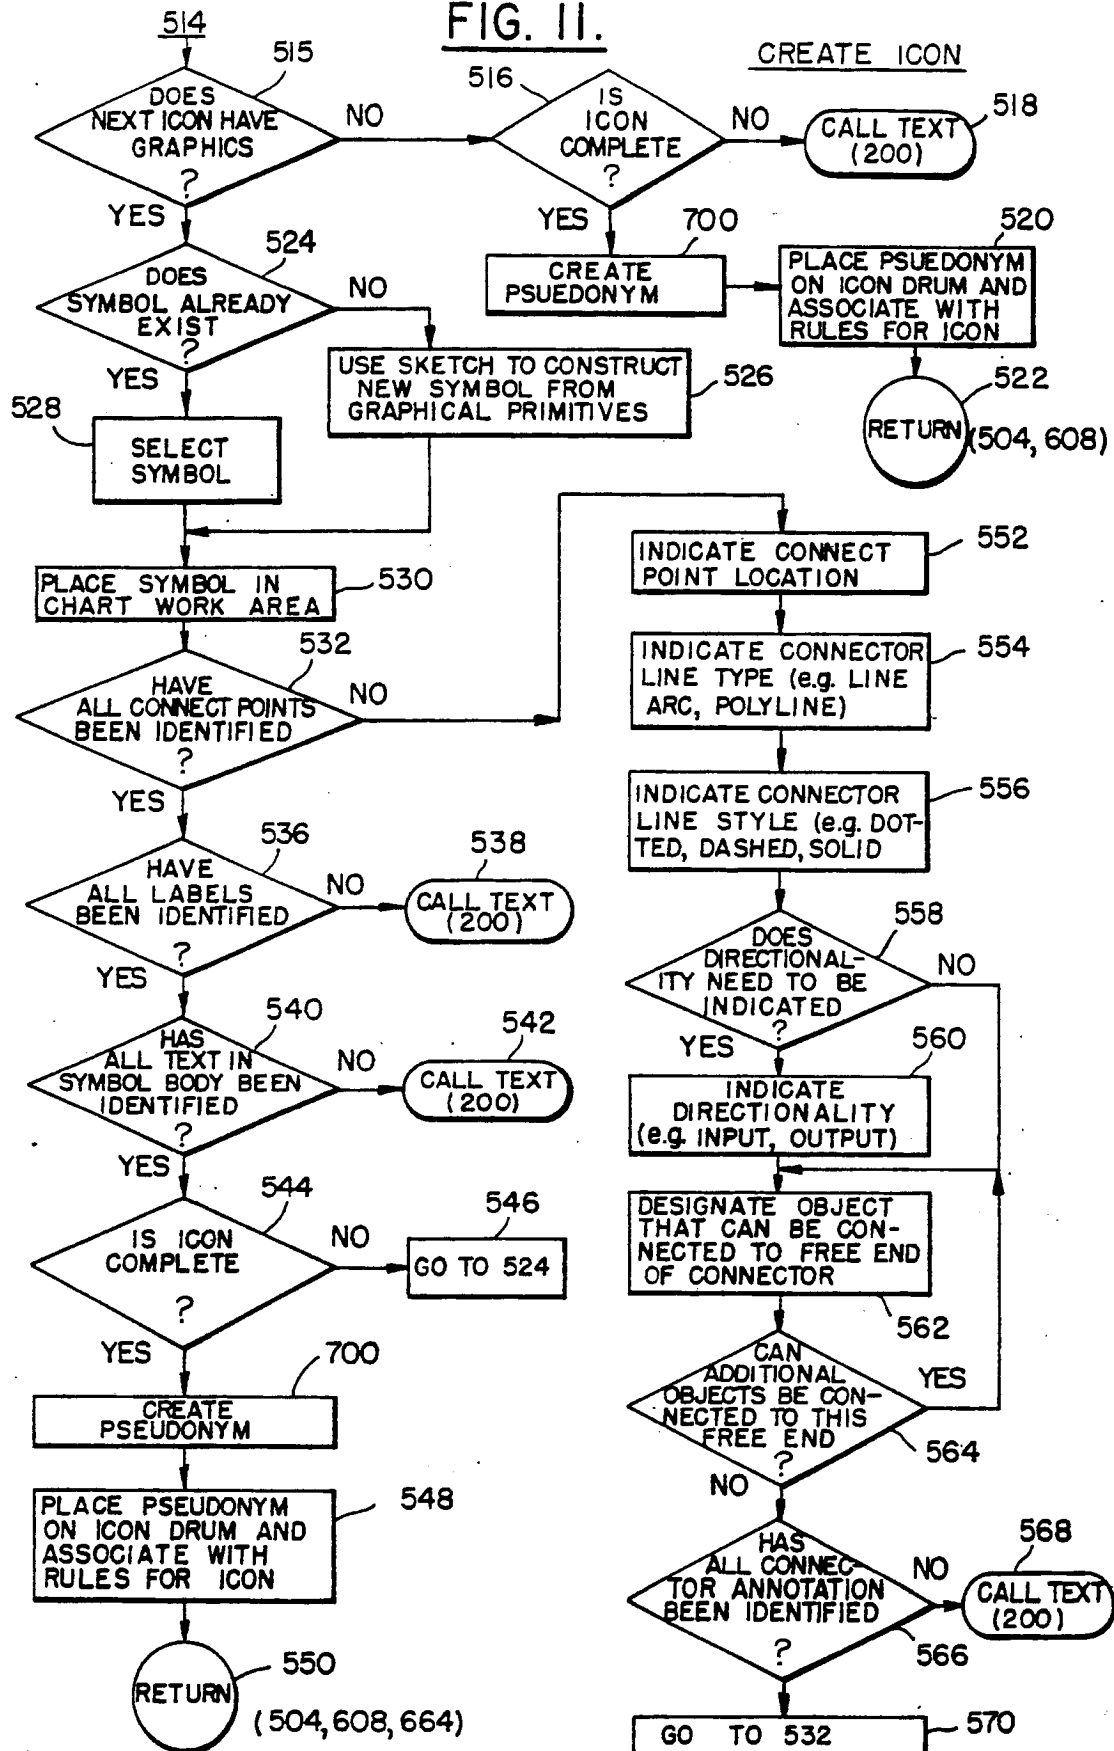 FIG. 11.
CREATE ICON
514
515
DOES
NEXT ICON HAVE
GRAPHICS
?
NO
YES
516
IS
ICON
COMPLETE
?
NO
YES
518
CALL TEXT
(200)
700
CREATE
PSUEDONYM
520
PLACE PSUEDONYM
ON ICON DRUM AND
ASSOCIATE WITH
RULES FOR ICON
522
RETURN
(504, 608)
524
DOES
SYMBOL ALREADY
EXIST
?
NO
YES
526
USE SKETCH TO CONSTRUCT
NEW SYMBOL FROM
GRAPHICAL PRIMITIVES
528
SELECT
SYMBOL
530
PLACE SYMBOL IN
CHART WORK AREA
532
HAVE
ALL CONNECT POINTS
BEEN IDENTIFIED
?
NO
YES
536
HAVE
ALL LABELS
BEEN IDENTIFIED
?
NO
YES
538
CALL TEXT
(200)
540
HAS
ALL TEXT IN
SYMBOL BODY BEEN
IDENTIFIED
?
NO
YES
542
CALL TEXT
(200)
544
IS ICON
COMPLETE
?
NO
YES
546
GO TO 524
700
CREATE
PSEUDONYM
548
PLACE PSEUDONYM
ON ICON DRUM AND
ASSOCIATE WITH
RULES FOR ICON
550
RETURN
(504, 608, 664)
552
INDICATE CONNECT
POINT LOCATION
554
INDICATE CONNECTOR
LINE TYPE (e.g. LINE
ARC, POLYLINE)
556
INDICATE CONNECTOR
LINE STYLE (e.g. DOT-
TED, DASHED, SOLID
558
DOES
DIRECTIONAL-
ITY NEED TO BE
INDICATED
?
NO
YES
560
INDICATE
DIRECTIONALITY
(e.g. INPUT, OUTPUT)
DESIGNATE OBJECT
THAT CAN BE CON-
NECTED TO FREE END
OF CONNECTOR
562
CAN
ADDITIONAL
OBJECTS BE CON-
NECTED TO THIS
FREE END
?
YES
564
NO
HAS
ALL CONNEC-
TOR ANNOTATION
BEEN IDENTIFIED
?
NO
566
568
CALL TEXT
(200)
GO TO 532
570